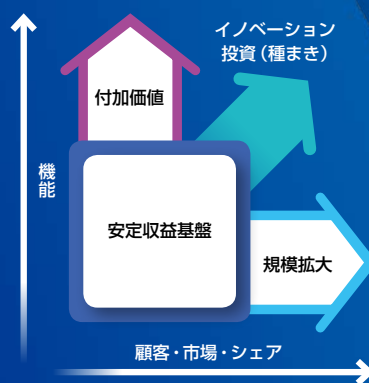 イノベーション
投資（種まき）
付加価値
機能
安定収益基盤
規模拡大
顧客・市場・シェア